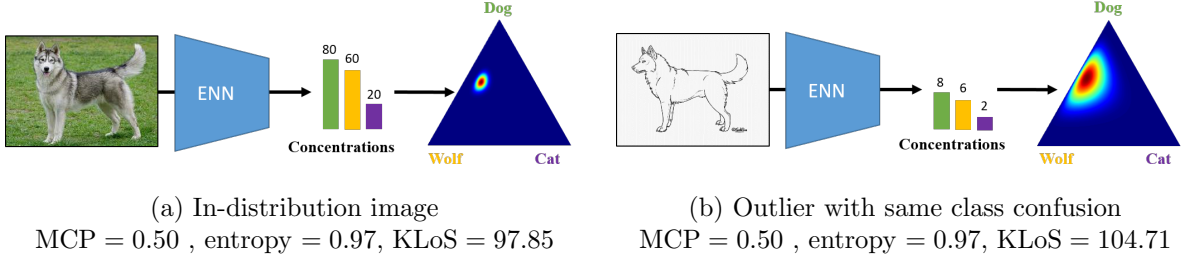 Dog
80
60
20
ENN
Concentrations
Wolf
Cat
(a) In-distribution image
MCP = 0.50 , entropy = 0.97, KLoS = 97.85
Dog
8
6
2
ENN
Concentrations
Wolf
Cat
(b) Outlier with same class confusion
MCP = 0.50 , entropy = 0.97, KLoS = 104.71